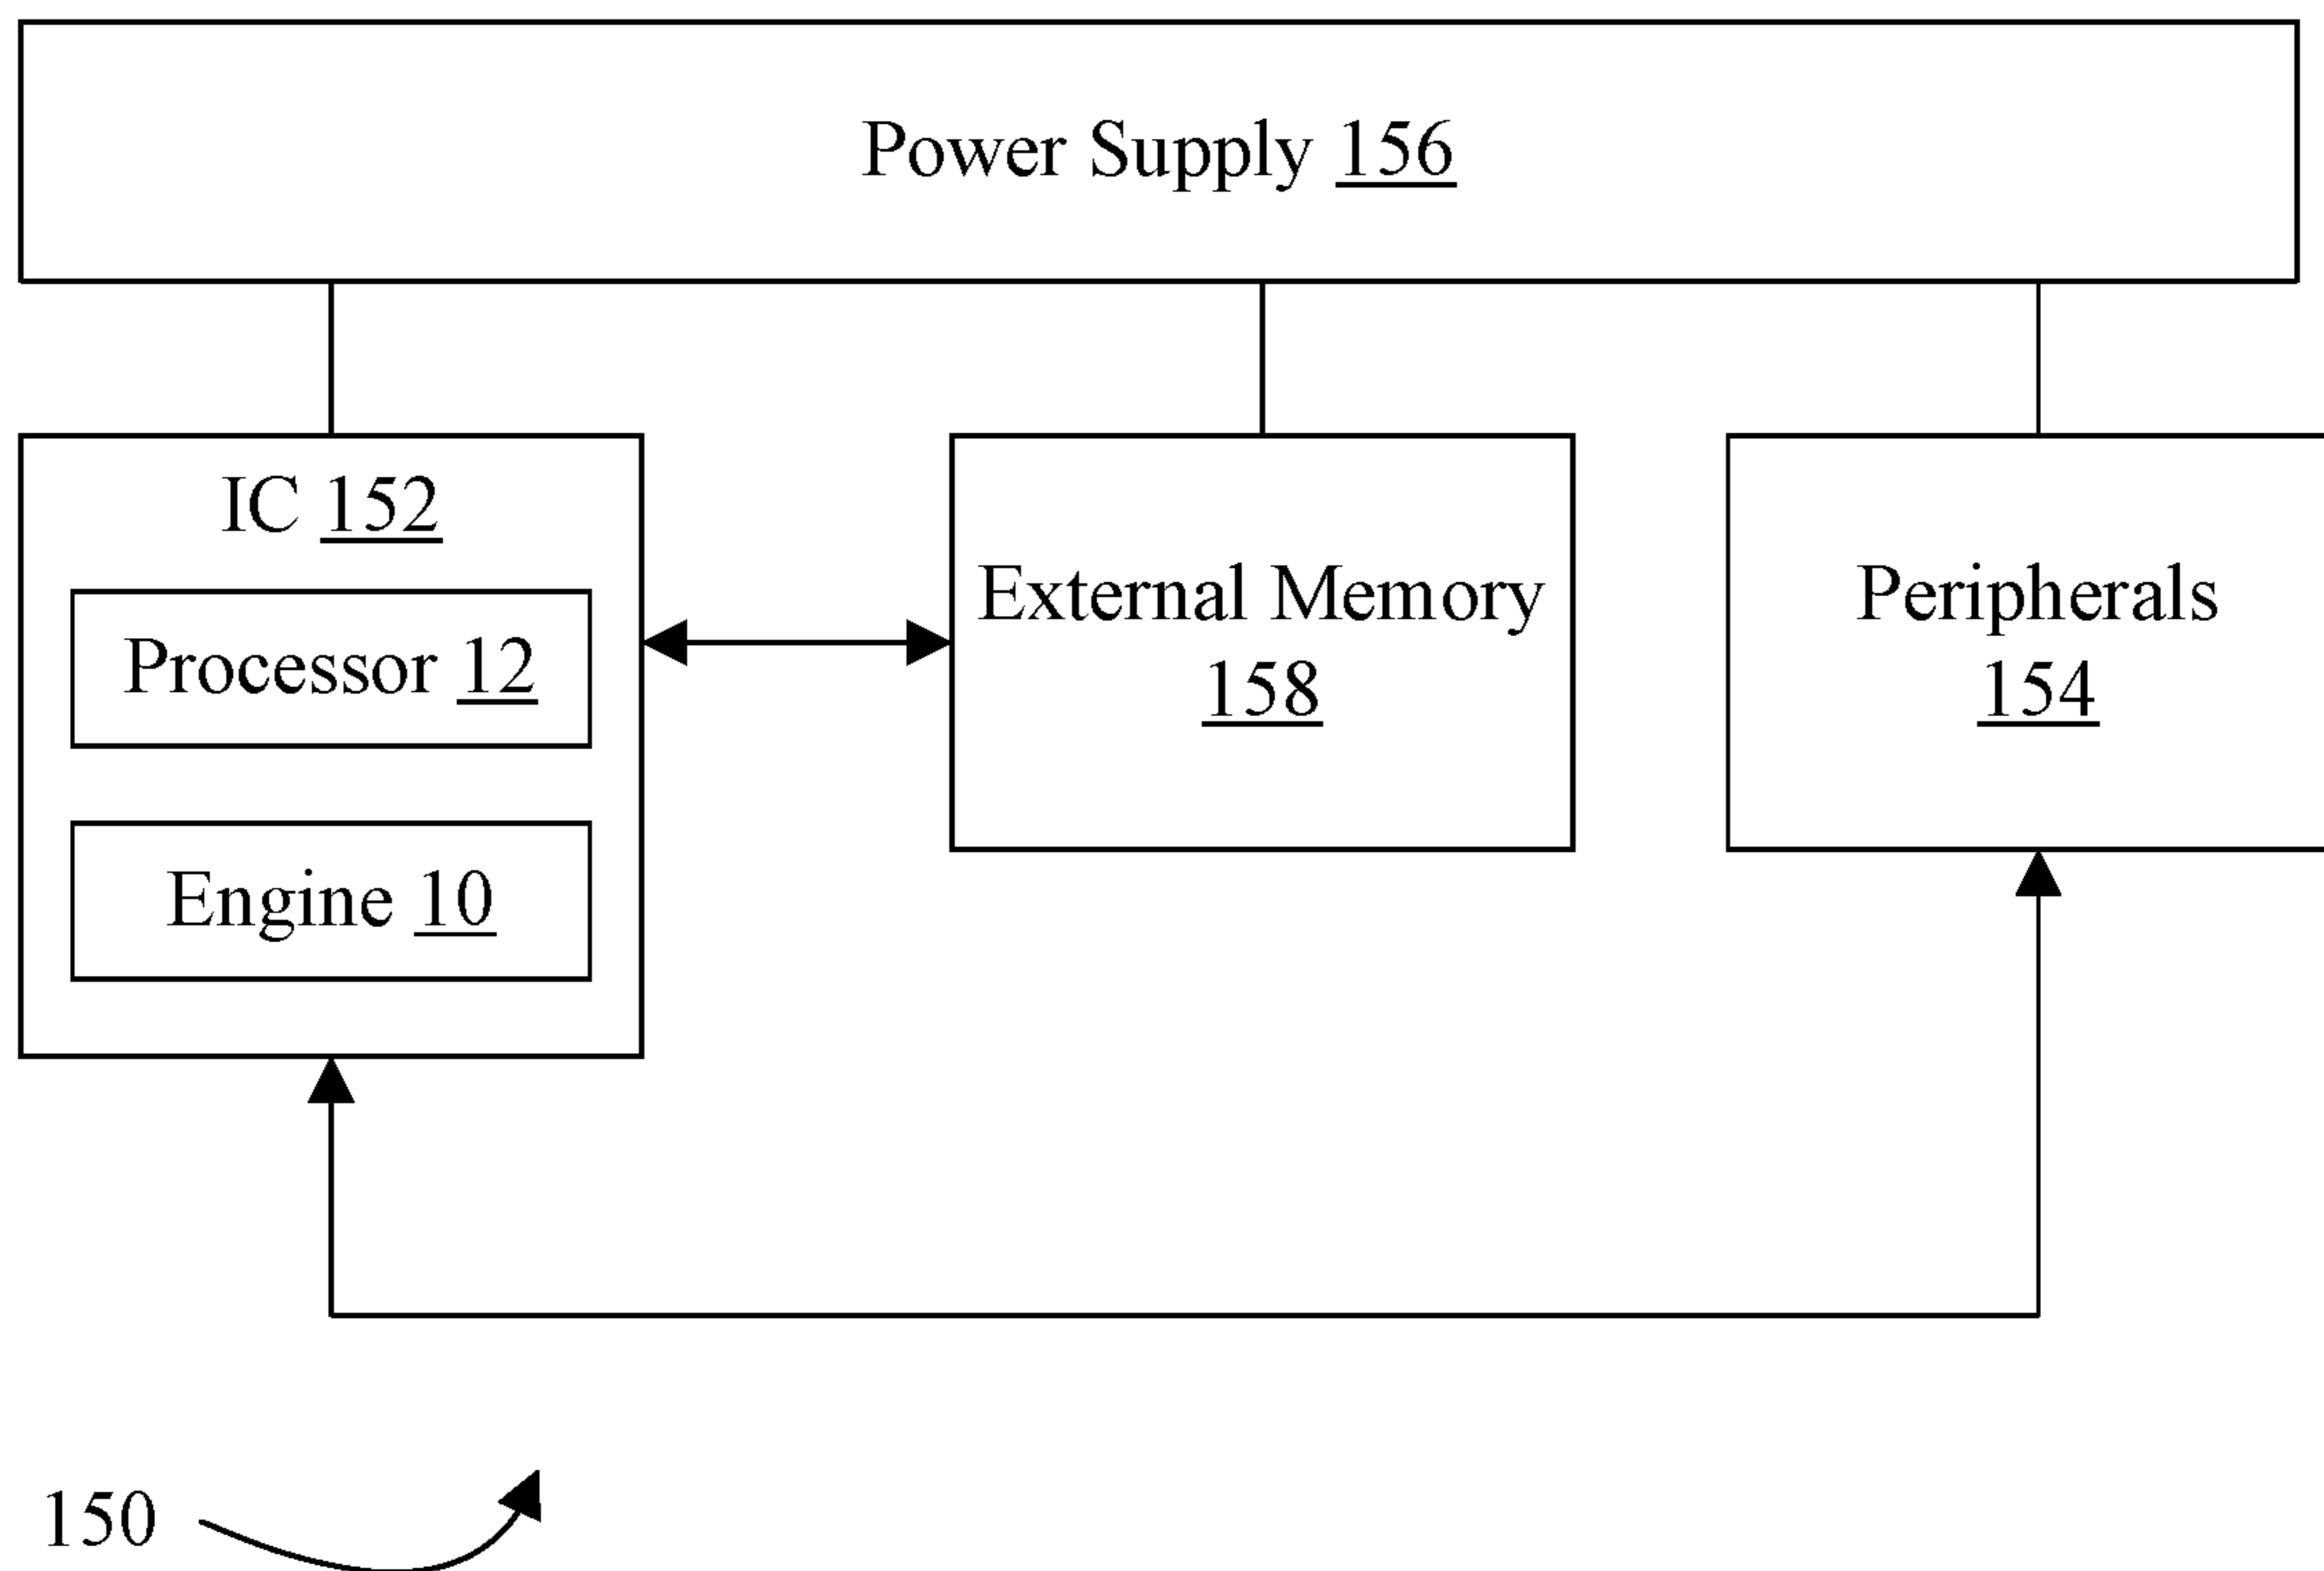 Power Supply 156
IC 152
Processor 12
Engine 10
External Memory
158
Peripherals
154
150